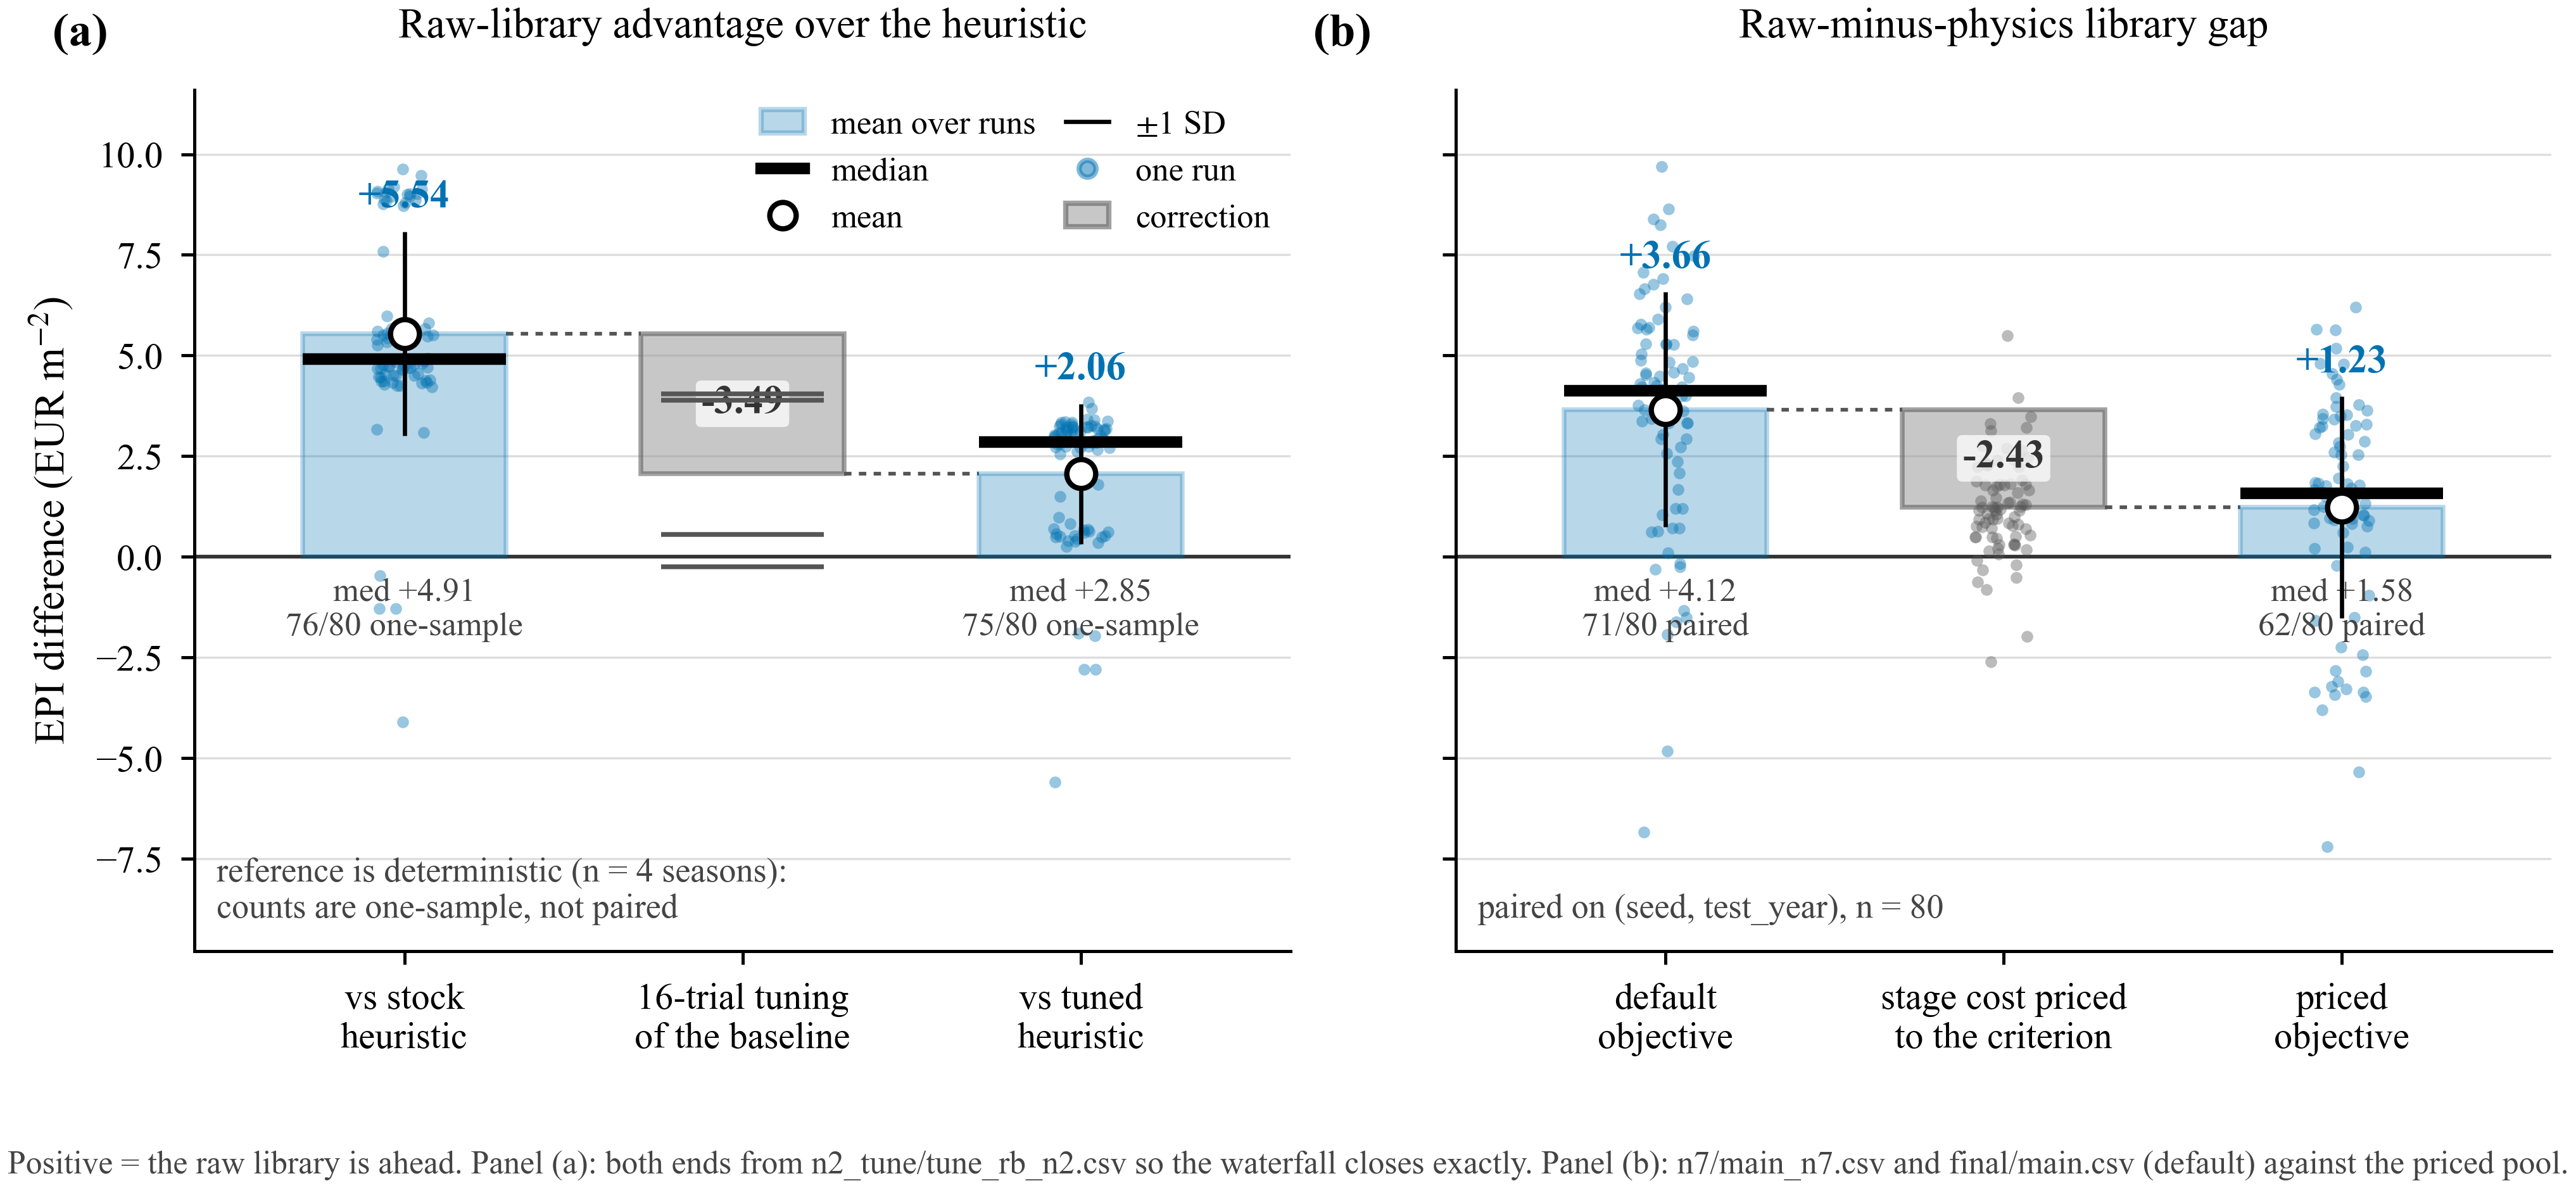 (a)
Raw-library advantage over the heuristic
(b)
Raw-minus-physics library gap
mean over runs
±1 SD
median
one run
mean
correction
EPI difference (EUR m−2)
10.0
7.5
5.0
2.5
0.0
−2.5
−5.0
−7.5
+5.54
-3.49
+2.06
med +4.91
76/80 one-sample
med +2.85
75/80 one-sample
reference is deterministic (n = 4 seasons):
counts are one-sample, not paired
vs stock
heuristic
16-trial tuning
of the baseline
vs tuned
heuristic
+3.66
-2.43
+1.23
med +4.12
71/80 paired
med +1.58
62/80 paired
paired on (seed, test_year), n = 80
default
objective
stage cost priced
to the criterion
priced
objective
Positive = the raw library is ahead. Panel (a): both ends from n2_tune/tune_rb_n2.csv so the waterfall closes exactly. Panel (b): n7/main_n7.csv and final/main.csv (default) against the priced pool.